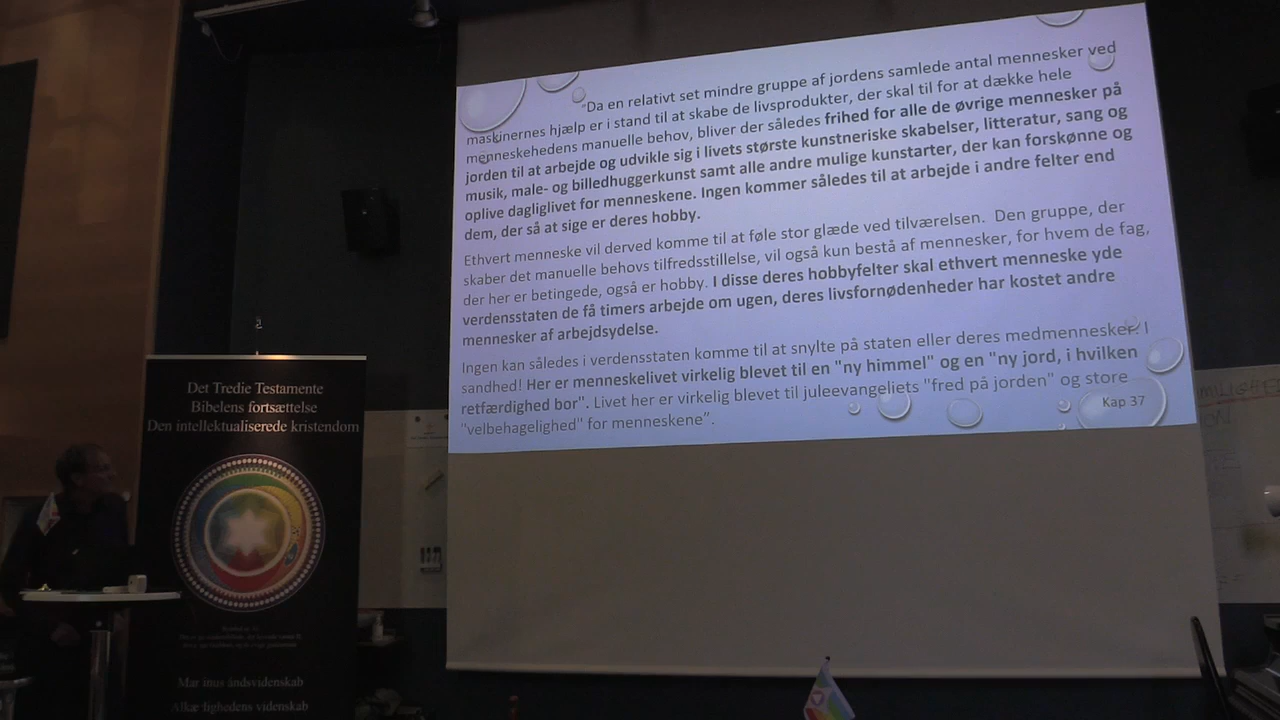 "Da en relativt set mindre gruppe af jordens samlede antal mennesker ved
maskinernes hjælp er i stand til at skabe de livsprodukter, der skal til for at dække hele
menneskehedens manuelle behov, bliver der således frihed for alle de øvrige mennesker på
jorden til at arbejde og udvikle sig i livets største kunstneriske skabelser, litteratur, sang og
musik, male- og billedhuggerkunst samt alle andre mulige kunstarter, der kan forskønne og
oplive dagliglivet for menneskene. Ingen kommer således til at arbejde i andre felter end
dem, der så at sige er deres hobby.
Ethvert menneske vil derved komme til at føle stor glæde ved tilværelsen. Den gruppe, der
skaber det manuelle behovs tilfredsstillelse, vil også kun bestå af mennesker, for hvem de fag,
der her er betingede, også er hobby. I disse deres hobbyfelter skal ethvert menneske yde
verdensstaten de få timers arbejde om ugen, deres livsfornødenheder har kostet andre
mennesker af arbejdsydelse.
Ingen kan således i verdensstaten komme til at snylte på staten eller deres medmennesker. I
sandhed! Her er menneskelivet virkelig blevet til en "ny himmel" og en "ny jord, i hvilken
retfærdighed bor". Livet her er virkelig blevet til juleevangeliets "fred på jorden" og store
"velbehagelighed" for menneskene”.
Kap 37
Det Tredie Testamente
Bibelens fortsættelse
Den intellektualiserede kristendom
Mar inus åndsvidenskab
Alkæ lighedens videnskab